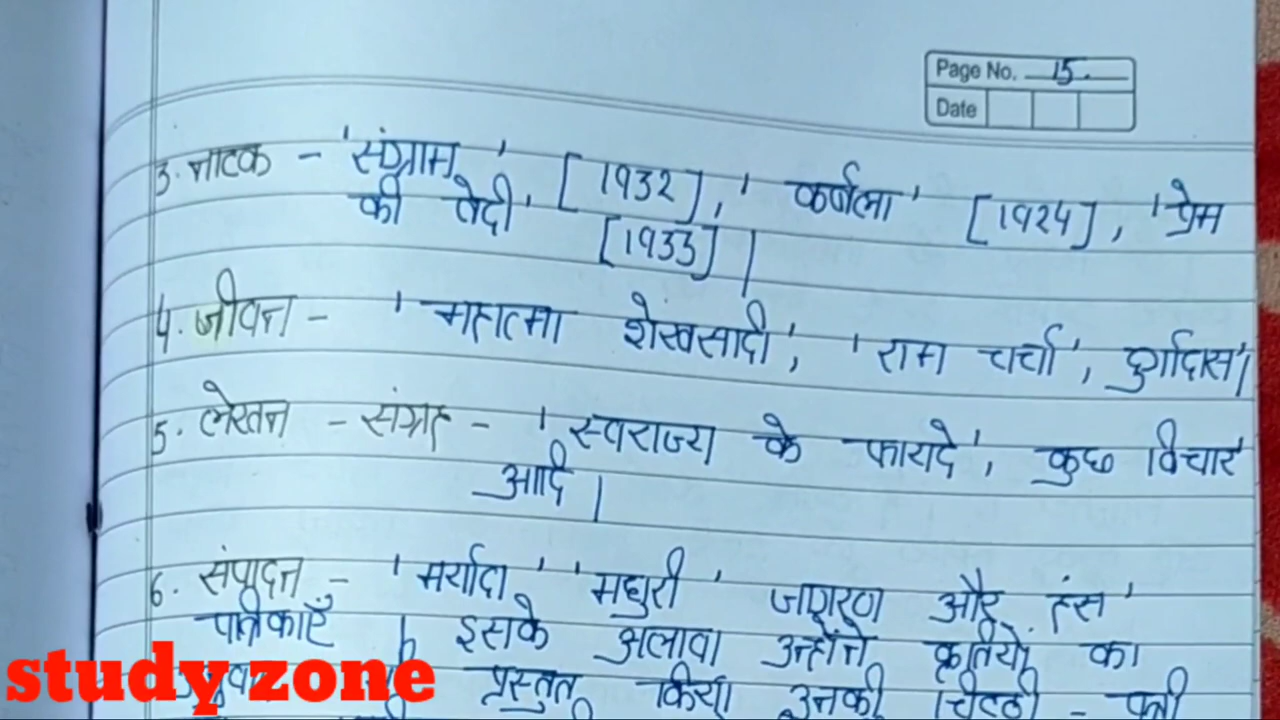 Page No. 15.
Date
3. नाटक - 'संग्राम' [1932], 'कर्बला' [1924], 'प्रेम
की वेदी' [1933] |
4. जीवन - 'महात्मा शेखसादी', 'राम चर्चा', दुर्गादास'|
5. लेखन - संग्रह - 'स्वराज्य के फायदे', कुछ विचार'
आदि |
6. संपादन - 'मर्यादा' 'मधुरी' जागरण और हंस'
पत्रिकाएँ | इसके अलावा उन्होंने कृतियों का
प्रस्तुत किया उनकी चिट्ठी - पत्री
study zone